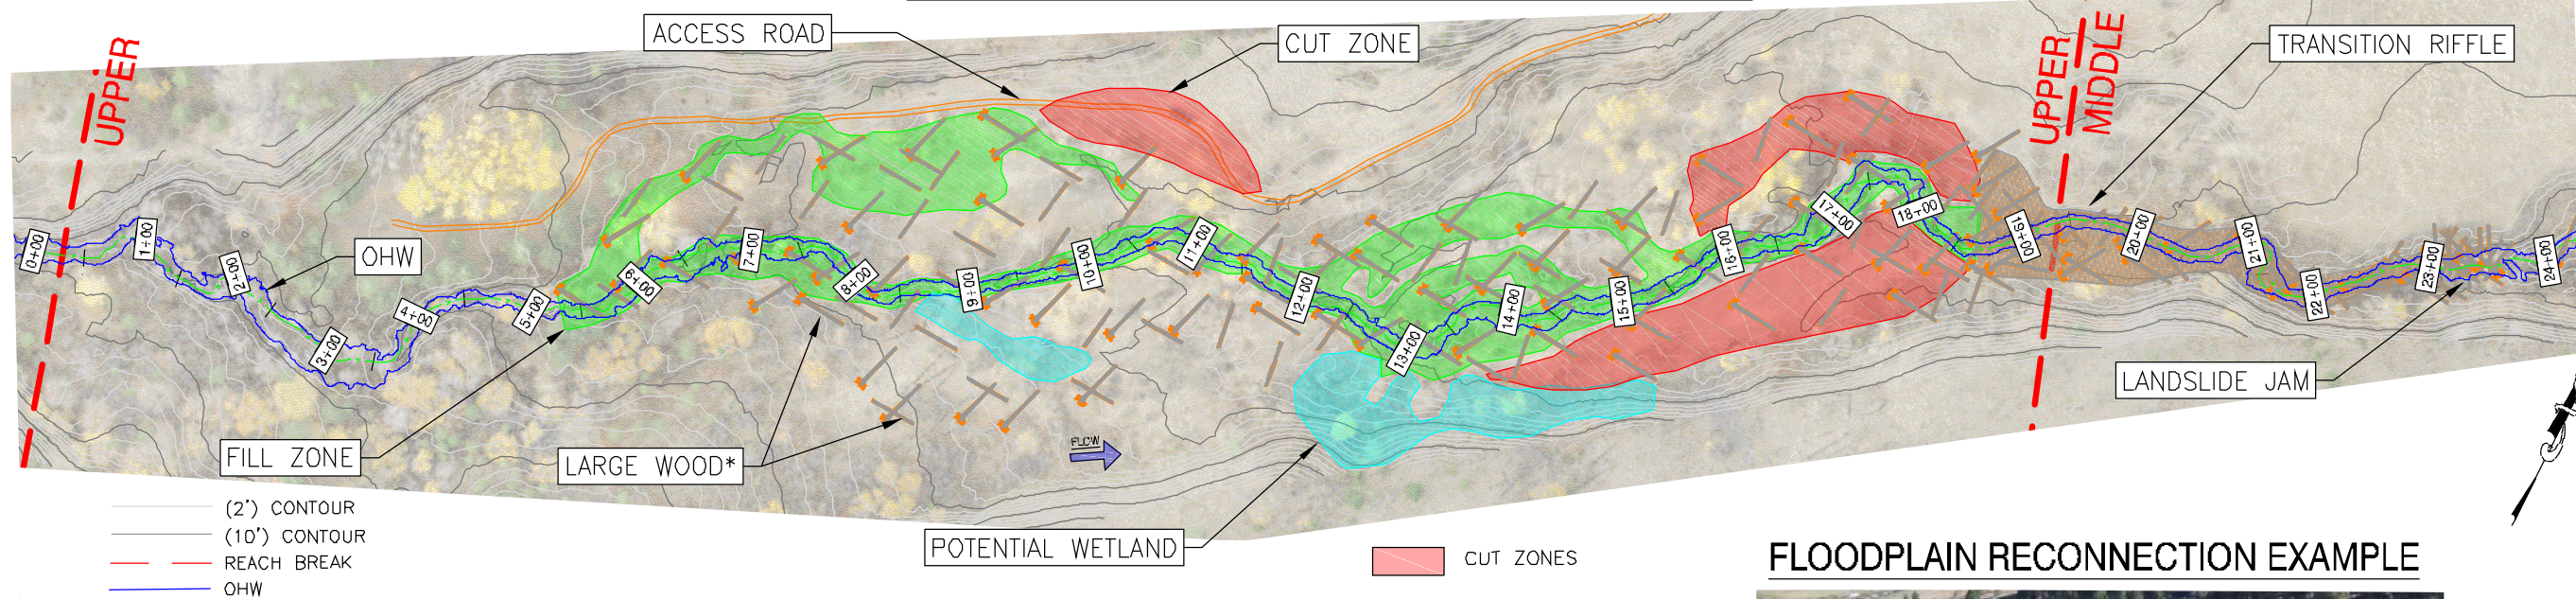 ACCESS ROAD
CUT ZONE
TRANSITION RIFFLE
UPPER
UPPER
MIDDLE
OHW
0+00
1+00
2+00
3+00
4+00
5+00
6+00
7+00
8+00
9+00
10+00
11+00
12+00
13+00
14+00
15+00
16+00
17+00
18+00
19+00
20+00
21+00
22+00
23+00
24+00
LANDSLIDE JAM
FILL ZONE
LARGE WOOD*
FLOW
POTENTIAL WETLAND
(2') CONTOUR
(10') CONTOUR
REACH BREAK
OHW
CUT ZONES
FLOODPLAIN RECONNECTION EXAMPLE